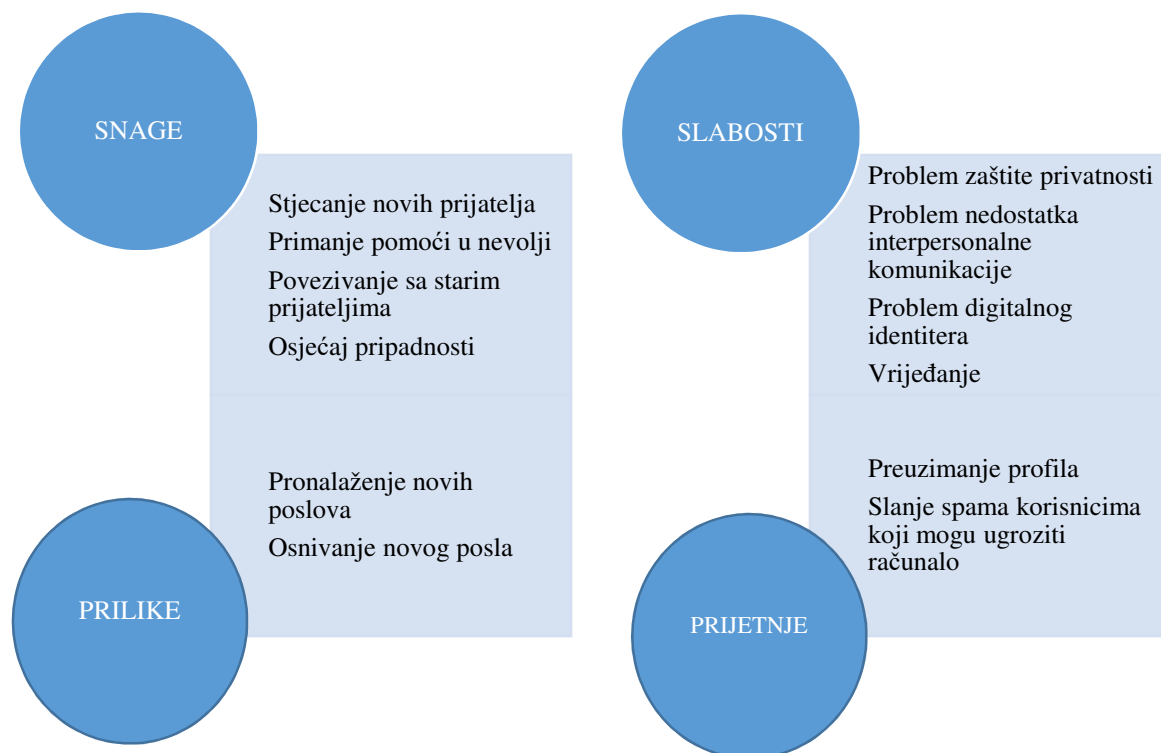 SNAGE
Stjecanje novih prijatelja
Primanje pomoći u nevolji
Povezivanje sa starim
prijateljima
Osjećaj pripadnosti
SLABOSTI
Problem zaštite privatnosti
Problem nedostatka
interpersonalne
komunikacije
Problem digitalnog
identitera
Vrijeđanje
PRILIKE
Pronalaženje novih
poslova
Osnivanje novog posla
PRIJETNJE
Preuzimanje profila
Slanje spama korisnicima
koji mogu ugroziti
računalo